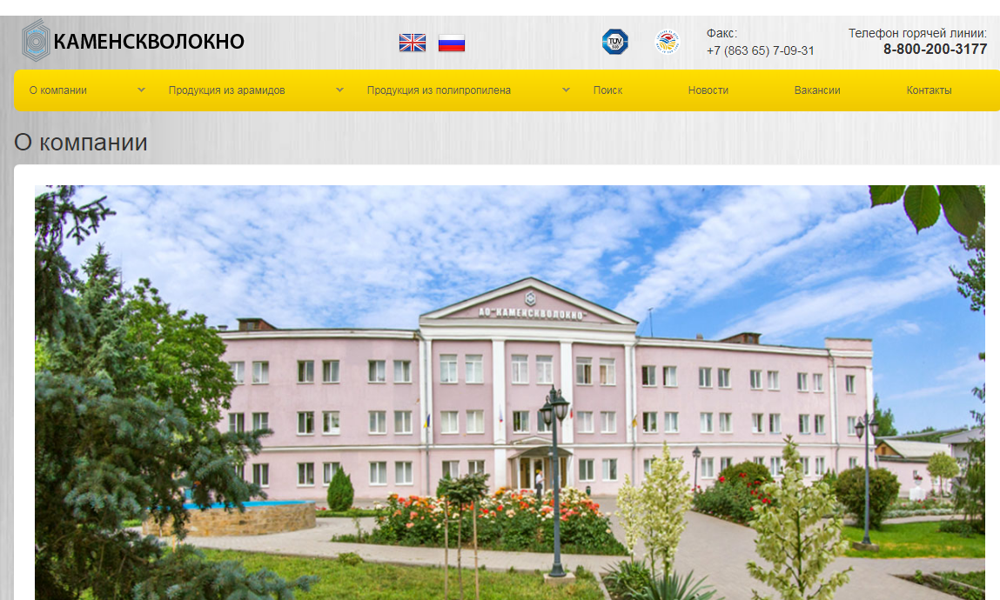 КАМЕНСКВОЛОКНО
TÜV
SÜD
Факс:
+7 (863 65) 7-09-31
Телефон горячей линии:
8-800-200-3177
О компании
Продукция из арамидов
Продукция из полипропилена
Поиск
Новости
Вакансии
Контакты
О компании
АО "КАМЕНСКВОЛОКНО"